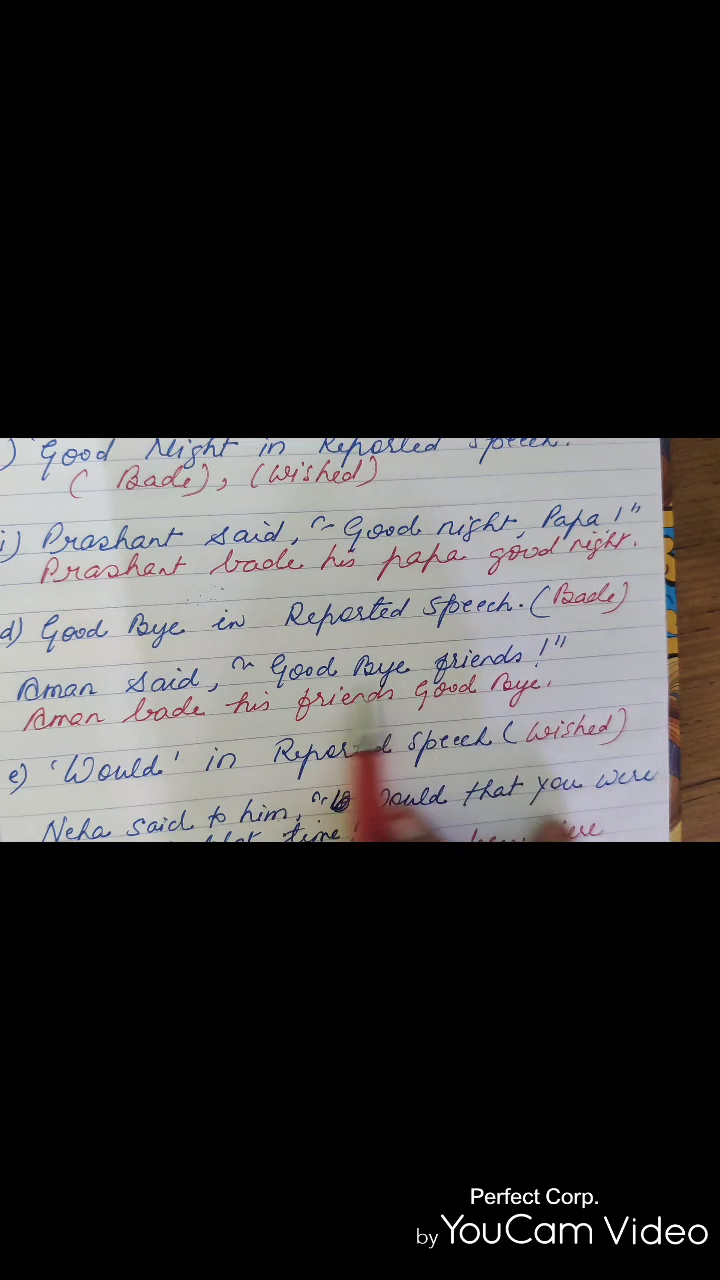 ) Good Night in Reported Speech.
( Bade), (Wished)
i) Prashant said, "Good night, Papa!"
Prashant bade his papa good night.
d) Good Bye in Reported Speech. (Bade)
Aman said, "Good Bye friends!"
Aman bade his friends Good Bye.
e) 'Would' in Reported Speech (Wished)
Neha said to him, "Would that you were
time
Perfect Corp.
by YouCam Video